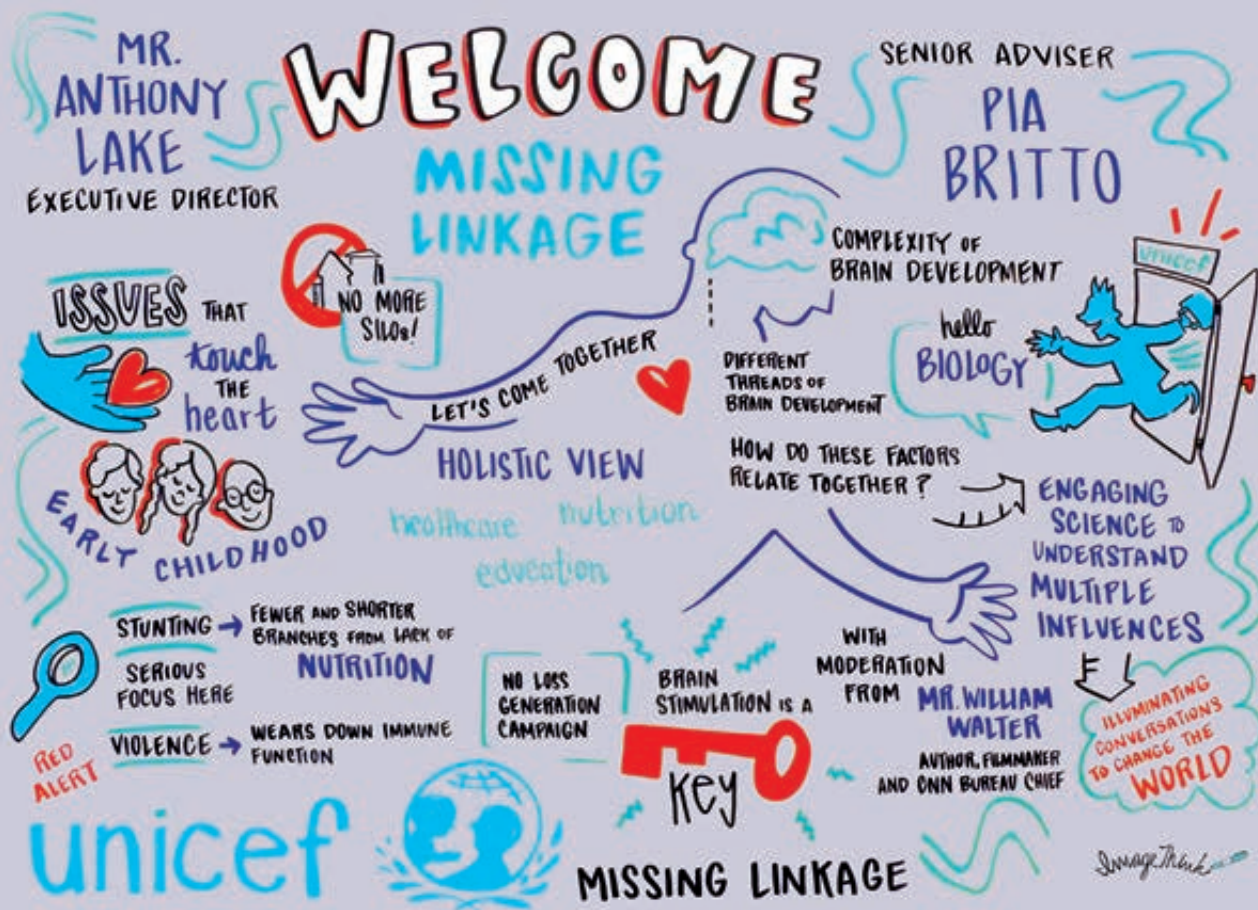 MR.
ANTHONY
LAKE
EXECUTIVE DIRECTOR
WELCOME
MISSING
LINKAGE
SENIOR ADVISER
PIA
BRITTO
ISSUES THAT
touch
THE
heart
NO MORE
SILOs!
LET'S COME TOGETHER
COMPLEXITY OF
BRAIN DEVELOPMENT
DIFFERENT
THREADS OF
BRAIN DEVELOPMENT
hello
BIOLOGY
unicef
EARLY CHILDHOOD
HOLISTIC VIEW
healthcare nutrition
education
HOW DO THESE FACTORS
RELATE TOGETHER?
ENGAGING
SCIENCE TO
UNDERSTAND
MULTIPLE
INFLUENCES
STUNTING → FEWER AND SHORTER
BRANCHES FROM LACK OF
NUTRITION
SERIOUS
FOCUS HERE
VIOLENCE → WEARS DOWN IMMUNE
FUNCTION
RED
ALERT
NO LOSS
GENERATION
CAMPAIGN
BRAIN
STIMULATION IS A
KEY
WITH
MODERATION
FROM MR. WILLIAM
WALTER
AUTHOR, FILMMAKER
AND CNN BUREAU CHIEF
ILLUMINATING
CONVERSATIONS
TO CHANGE THE
WORLD
unicef
MISSING LINKAGE
ImageThink